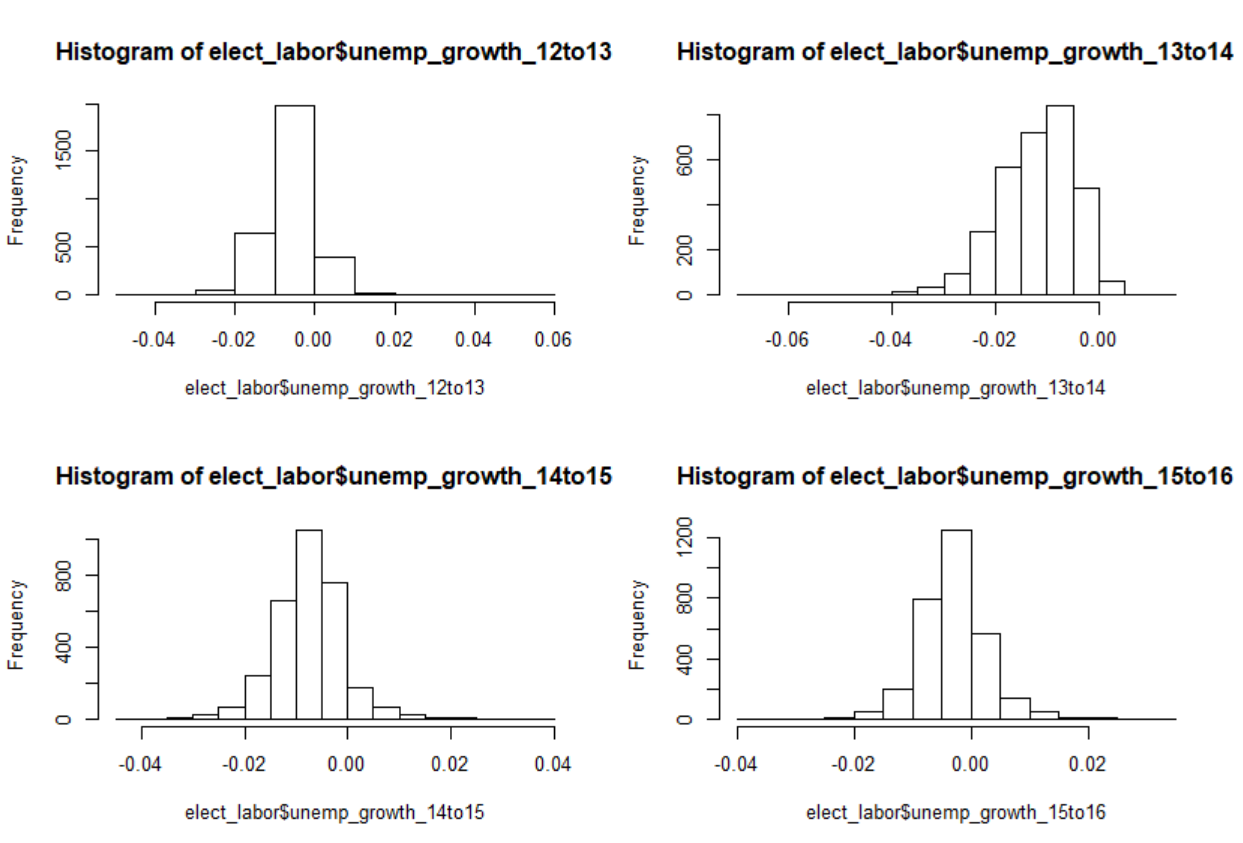 Histogram of elect_labor$unemp_growth_12to13
Frequency
1500
500
0
-0.04 -0.02 0.00 0.02 0.04 0.06
elect_labor$unemp_growth_12to13
Histogram of elect_labor$unemp_growth_13to14
Frequency
600
200
0
-0.06 -0.04 -0.02 0.00
elect_labor$unemp_growth_13to14
Histogram of elect_labor$unemp_growth_14to15
Frequency
800
400
0
-0.04 -0.02 0.00 0.02 0.04
elect_labor$unemp_growth_14to15
Histogram of elect_labor$unemp_growth_15to16
Frequency
1200
800
400
0
-0.04 -0.02 0.00 0.02
elect_labor$unemp_growth_15to16